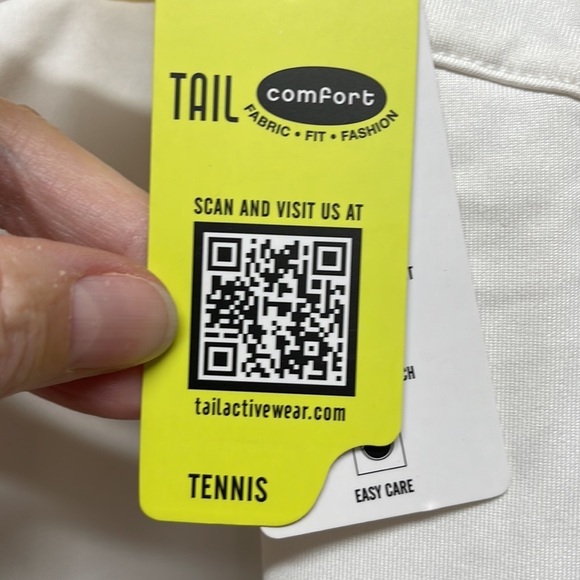 TAIL comfort
FABRIC • FIT • FASHION
SCAN AND VISIT US AT
tailactivewear.com
TENNIS
EASY CARE